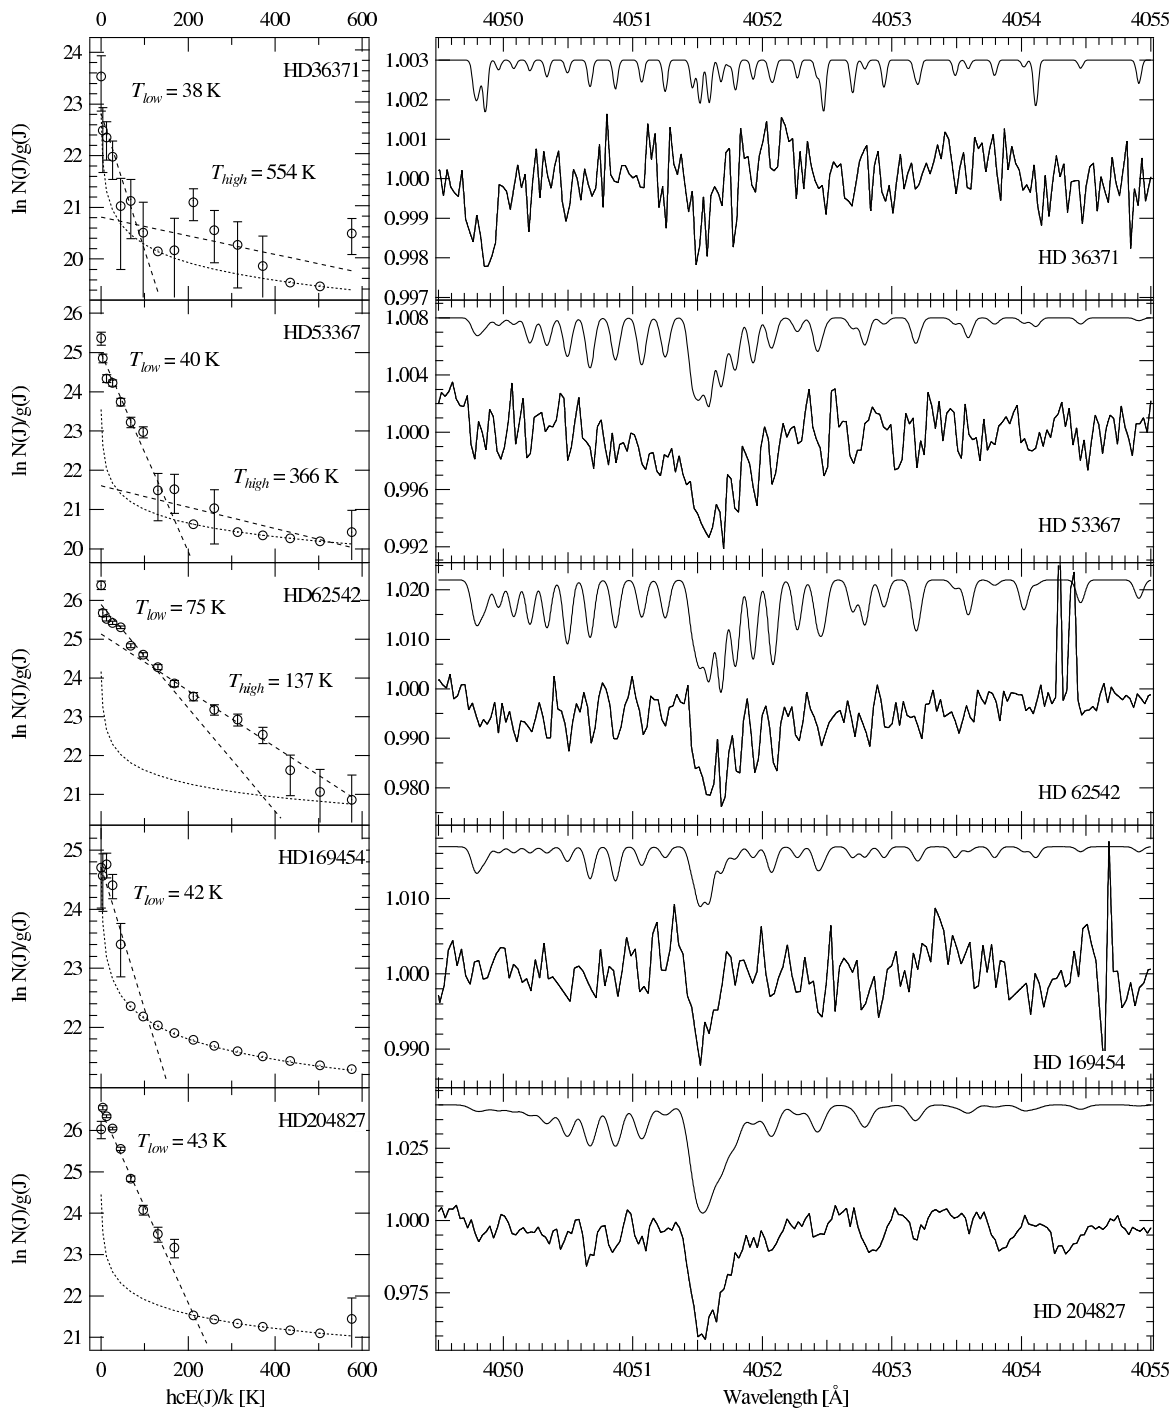 0 200 400 600
4050 4051 4052 4053 4054 4055
24
23
22
21
20
ln N(J)/g(J)
HD36371
T_low = 38 K
T_high = 554 K
1.003
1.002
1.001
1.000
0.999
0.998
0.997
HD 36371
26
25
24
23
22
21
20
ln N(J)/g(J)
HD53367
T_low = 40 K
T_high = 366 K
1.008
1.004
1.000
0.996
0.992
HD 53367
26
25
24
23
22
21
ln N(J)/g(J)
HD62542
T_low = 75 K
T_high = 137 K
1.020
1.010
1.000
0.990
0.980
HD 62542
25
24
23
22
ln N(J)/g(J)
HD169454
T_low = 42 K
1.010
1.000
0.990
HD 169454
26
25
24
23
22
21
ln N(J)/g(J)
HD204827
T_low = 43 K
1.025
1.000
0.975
HD 204827
0 200 400 600
hcE(J)/k [K]
4050 4051 4052 4053 4054 4055
Wavelength [Å]